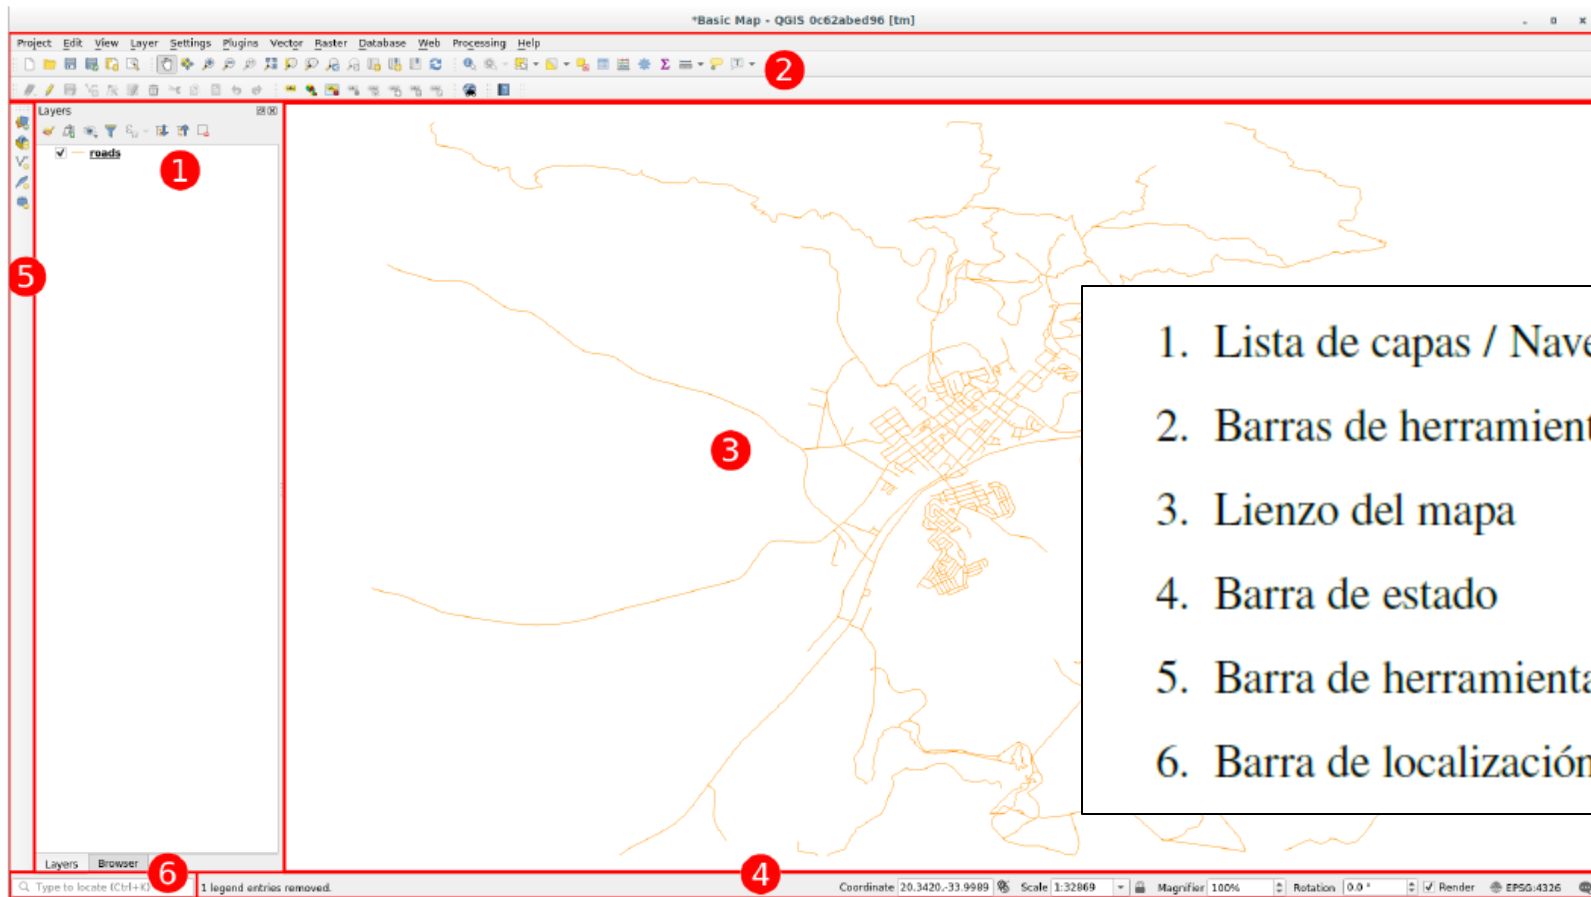 *Basic Map - QGIS 0c62abed96 [tm]
Project Edit View Layer Settings Plugins Vector Raster Database Web Processing Help
2
Layers
roads
1
5
3
1. Lista de capas / Nave
2. Barras de herramient
3. Lienzo del mapa
4. Barra de estado
5. Barra de herramienta
6. Barra de localización
Layers Browser
6
4
Type to locate (Ctrl+K) 1 legend entries removed. Coordinate 20.3420,-33.9989 Scale 1:32869 Magnifier 100% Rotation 0.0 ° Render EPSG:4326